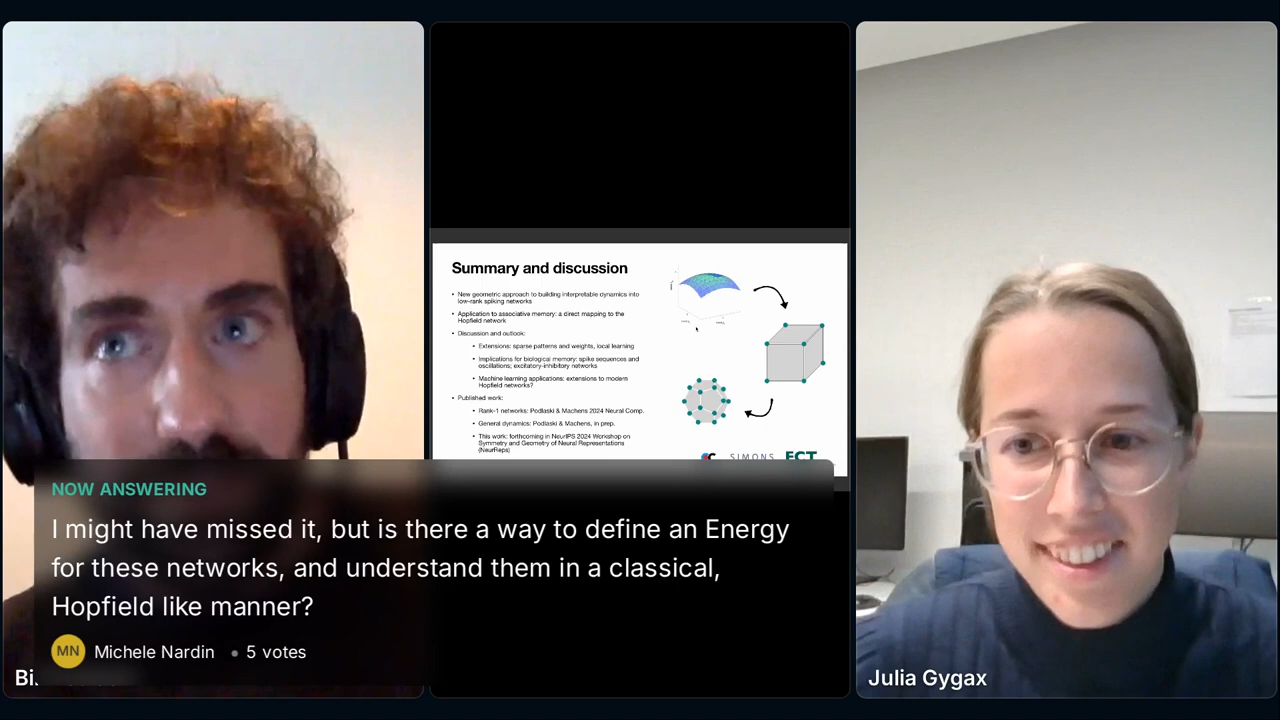 Summary and discussion
• New geometric approach to building interpretable dynamics into
low-rank spiking networks
• Application to associative memory: a direct mapping to the
Hopfield network
• Discussion and outlook:
• Extensions: sparse patterns and weights, local learning
• Implications for biological memory: spike sequences and
oscillations; excitatory-inhibitory networks
• Machine learning applications: extensions to modern
Hopfield networks?
• Published work:
• Rank-1 networks: Podlaski & Machens 2024 Neural Comp.
• General dynamics: Podlaski & Machens, in prep.
• This work: forthcoming in NeurIPS 2024 Workshop on
Symmetry and Geometry of Neural Representations
(NeurReps)
SIMONS FCT
NOW ANSWERING
I might have missed it, but is there a way to define an Energy
for these networks, and understand them in a classical,
Hopfield like manner?
MN Michele Nardin • 5 votes
Bi
Julia Gygax